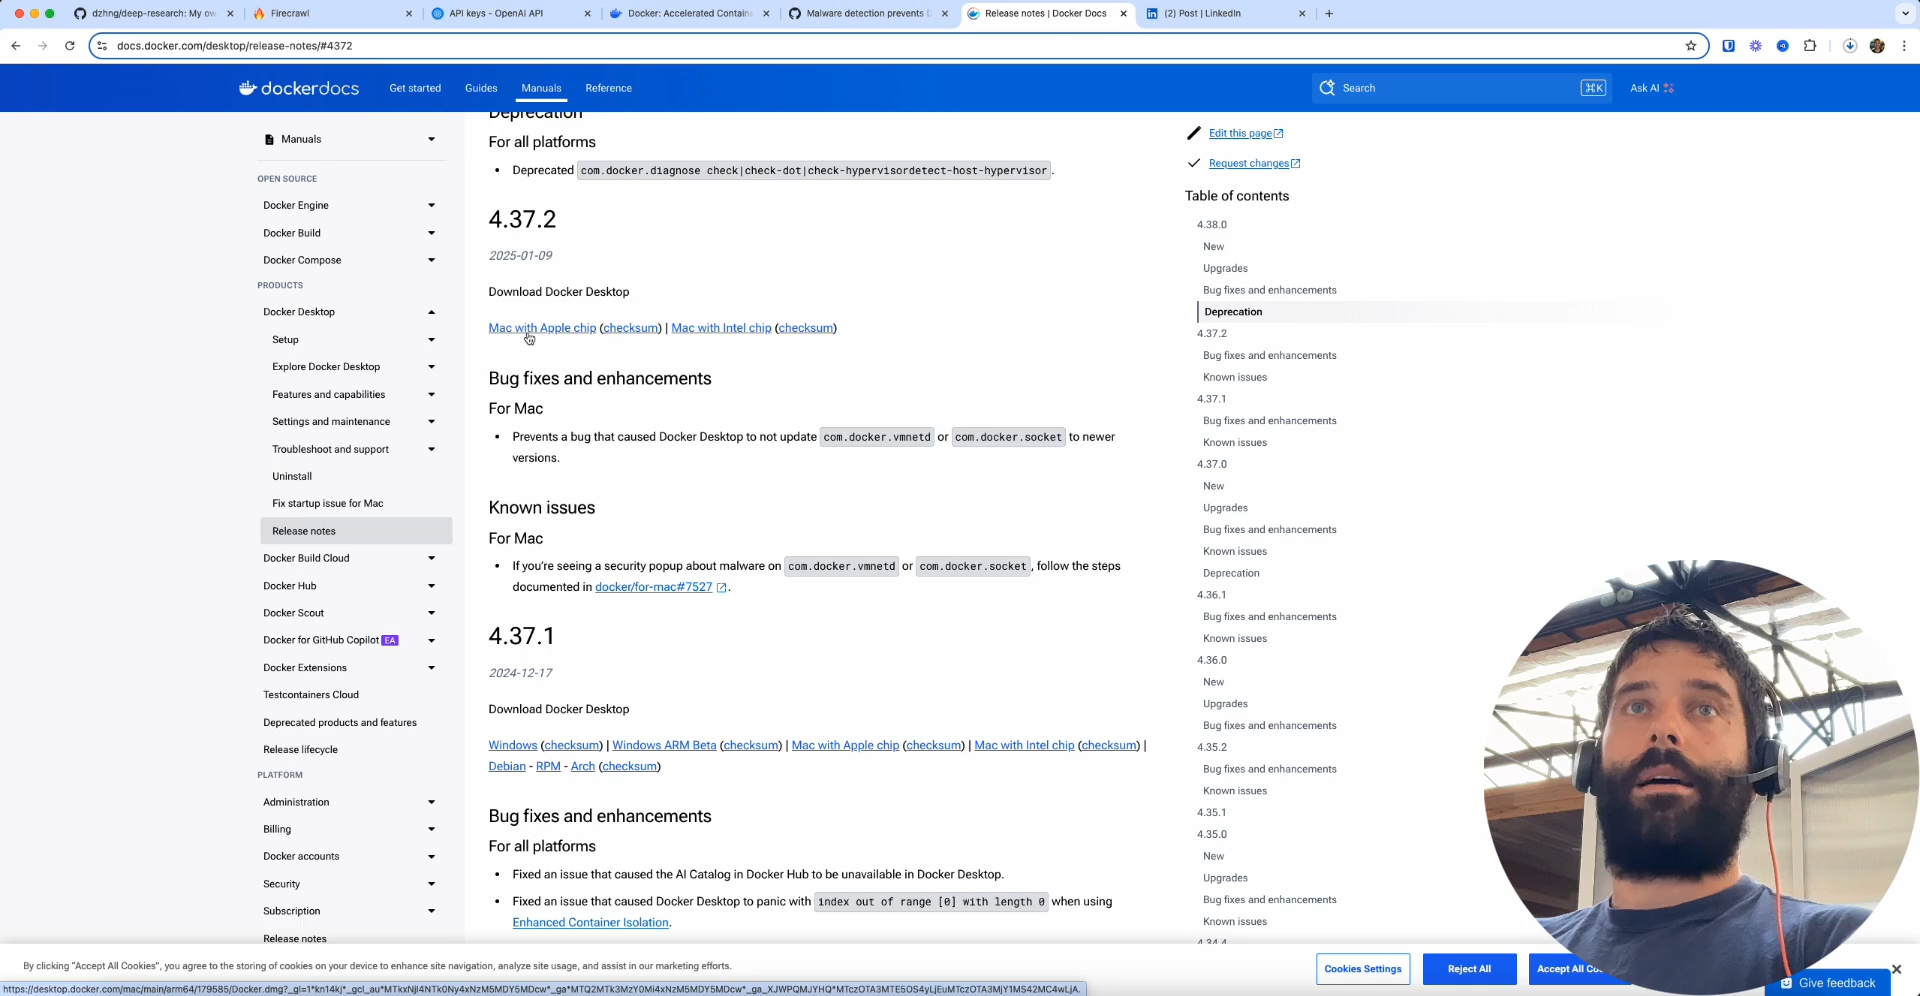 dzhng/deep-research: My ow
Firecrawl
API keys - OpenAI API
Docker: Accelerated Containe
Malware detection prevents D
Release notes | Docker Docs
(2) Post | LinkedIn
docs.docker.com/desktop/release-notes/#4372
dockerdocs
Get started
Guides
Manuals
Reference
Search
⌘K
Ask AI
Manuals
OPEN SOURCE
Docker Engine
Docker Build
Docker Compose
PRODUCTS
Docker Desktop
Setup
Explore Docker Desktop
Features and capabilities
Settings and maintenance
Troubleshoot and support
Uninstall
Fix startup issue for Mac
Release notes
Docker Build Cloud
Docker Hub
Docker Scout
Docker for GitHub Copilot EA
Docker Extensions
Testcontainers Cloud
Deprecated products and features
Release lifecycle
PLATFORM
Administration
Billing
Docker accounts
Security
Subscription
Release notes
Deprecation
For all platforms
• Deprecated com.docker.diagnose check|check-dot|check-hypervisordetect-host-hypervisor.
4.37.2
2025-01-09
Download Docker Desktop
Mac with Apple chip (checksum) | Mac with Intel chip (checksum)
Bug fixes and enhancements
For Mac
• Prevents a bug that caused Docker Desktop to not update com.docker.vmnetd or com.docker.socket to newer
versions.
Known issues
For Mac
• If you're seeing a security popup about malware on com.docker.vmnetd or com.docker.socket, follow the steps
documented in docker/for-mac#7527.
4.37.1
2024-12-17
Download Docker Desktop
Windows (checksum) | Windows ARM Beta (checksum) | Mac with Apple chip (checksum) | Mac with Intel chip (checksum) |
Debian - RPM - Arch (checksum)
Bug fixes and enhancements
For all platforms
• Fixed an issue that caused the AI Catalog in Docker Hub to be unavailable in Docker Desktop.
• Fixed an issue that caused Docker Desktop to panic with index out of range [0] with length 0 when using
Enhanced Container Isolation.
Edit this page
Request changes
Table of contents
4.38.0
New
Upgrades
Bug fixes and enhancements
Deprecation
4.37.2
Bug fixes and enhancements
Known issues
4.37.1
Bug fixes and enhancements
Known issues
4.37.0
New
Upgrades
Bug fixes and enhancements
Known issues
Deprecation
4.36.1
Bug fixes and enhancements
Known issues
4.36.0
New
Upgrades
Bug fixes and enhancements
Known issues
4.35.2
Bug fixes and enhancements
Known issues
4.35.1
4.35.0
New
Upgrades
Bug fixes and enhancements
Known issues
4.34.4
By clicking "Accept All Cookies", you agree to the storing of cookies on your device to enhance site navigation, analyze site usage, and assist in our marketing efforts.
Cookies Settings
Reject All
Accept All Co
Give feedback